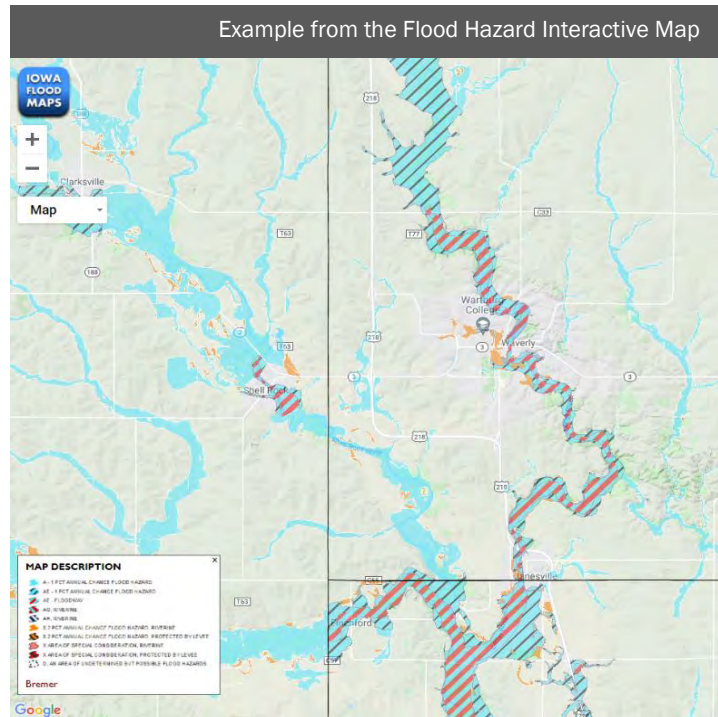 Example from the Flood Hazard Interactive Map
IOWA
FLOOD
MAPS
+
−
Map
Clarksville
188
3
T63
T63
Shell Rock
218
218
218
218
T77
C33
Wartburg
College
Waverly
3
3
3
Janesville
T63
C57
MAP DESCRIPTION
×
A - 1 PCT ANNUAL CHANCE FLOOD HAZARD
AE - 1 PCT ANNUAL CHANCE FLOOD HAZARD
AE - FLOODWAY
AO, RIVERINE
AH, RIVERINE
0.2 PCT ANNUAL CHANCE FLOOD HAZARD, RIVERINE
0.2 PCT ANNUAL CHANCE FLOOD HAZARD, PROTECTED BY LEVEE
X AREA OF SPECIAL CONSIDERATION, RIVERINE
X AREA OF SPECIAL CONSIDERATION, PROTECTED BY LEVEE
D, AN AREA OF UNDETERMINED BUT POSSIBLE FLOOD HAZARDS
Bremer
Google